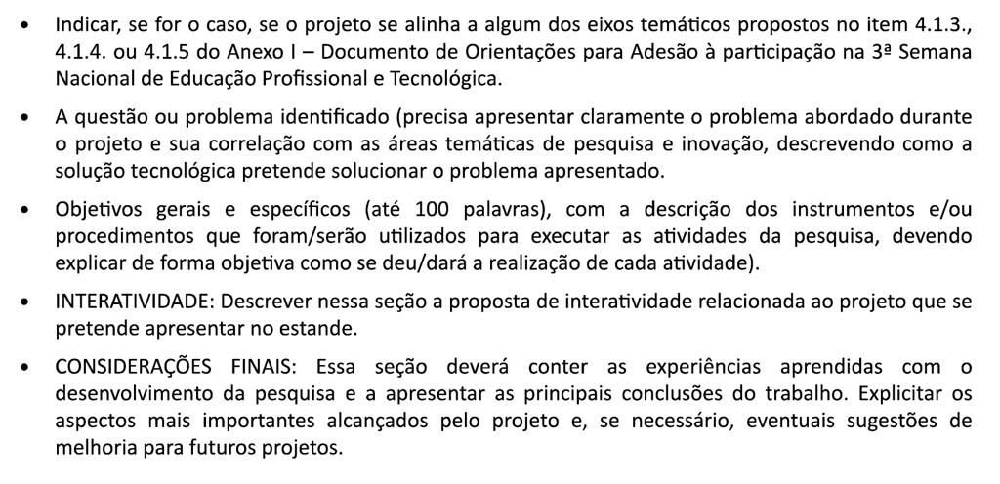 • Indicar, se for o caso, se o projeto se alinha a algum dos eixos temáticos propostos no item 4.1.3.,
4.1.4. ou 4.1.5 do Anexo I – Documento de Orientações para Adesão à participação na 3ª Semana
Nacional de Educação Profissional e Tecnológica.
• A questão ou problema identificado (precisa apresentar claramente o problema abordado durante
o projeto e sua correlação com as áreas temáticas de pesquisa e inovação, descrevendo como a
solução tecnológica pretende solucionar o problema apresentado.
• Objetivos gerais e específicos (até 100 palavras), com a descrição dos instrumentos e/ou
procedimentos que foram/serão utilizados para executar as atividades da pesquisa, devendo
explicar de forma objetiva como se deu/dará a realização de cada atividade).
• INTERATIVIDADE: Descrever nessa seção a proposta de interatividade relacionada ao projeto que se
pretende apresentar no estande.
• CONSIDERAÇÕES FINAIS: Essa seção deverá conter as experiências aprendidas com o
desenvolvimento da pesquisa e a apresentar as principais conclusões do trabalho. Explicitar os
aspectos mais importantes alcançados pelo projeto e, se necessário, eventuais sugestões de
melhoria para futuros projetos.